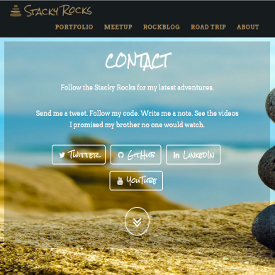 Stacky Rocks
PORTFOLIO MEETUP ROCKBLOG ROAD TRIP ABOUT
CONTACT
Follow the Stacky Rocks for my latest adventures.
Send me a tweet. Follow my code. Write me a note. See the videos
I promised my brother no one would watch.
Twitter GitHub LinkedIn
YouTube